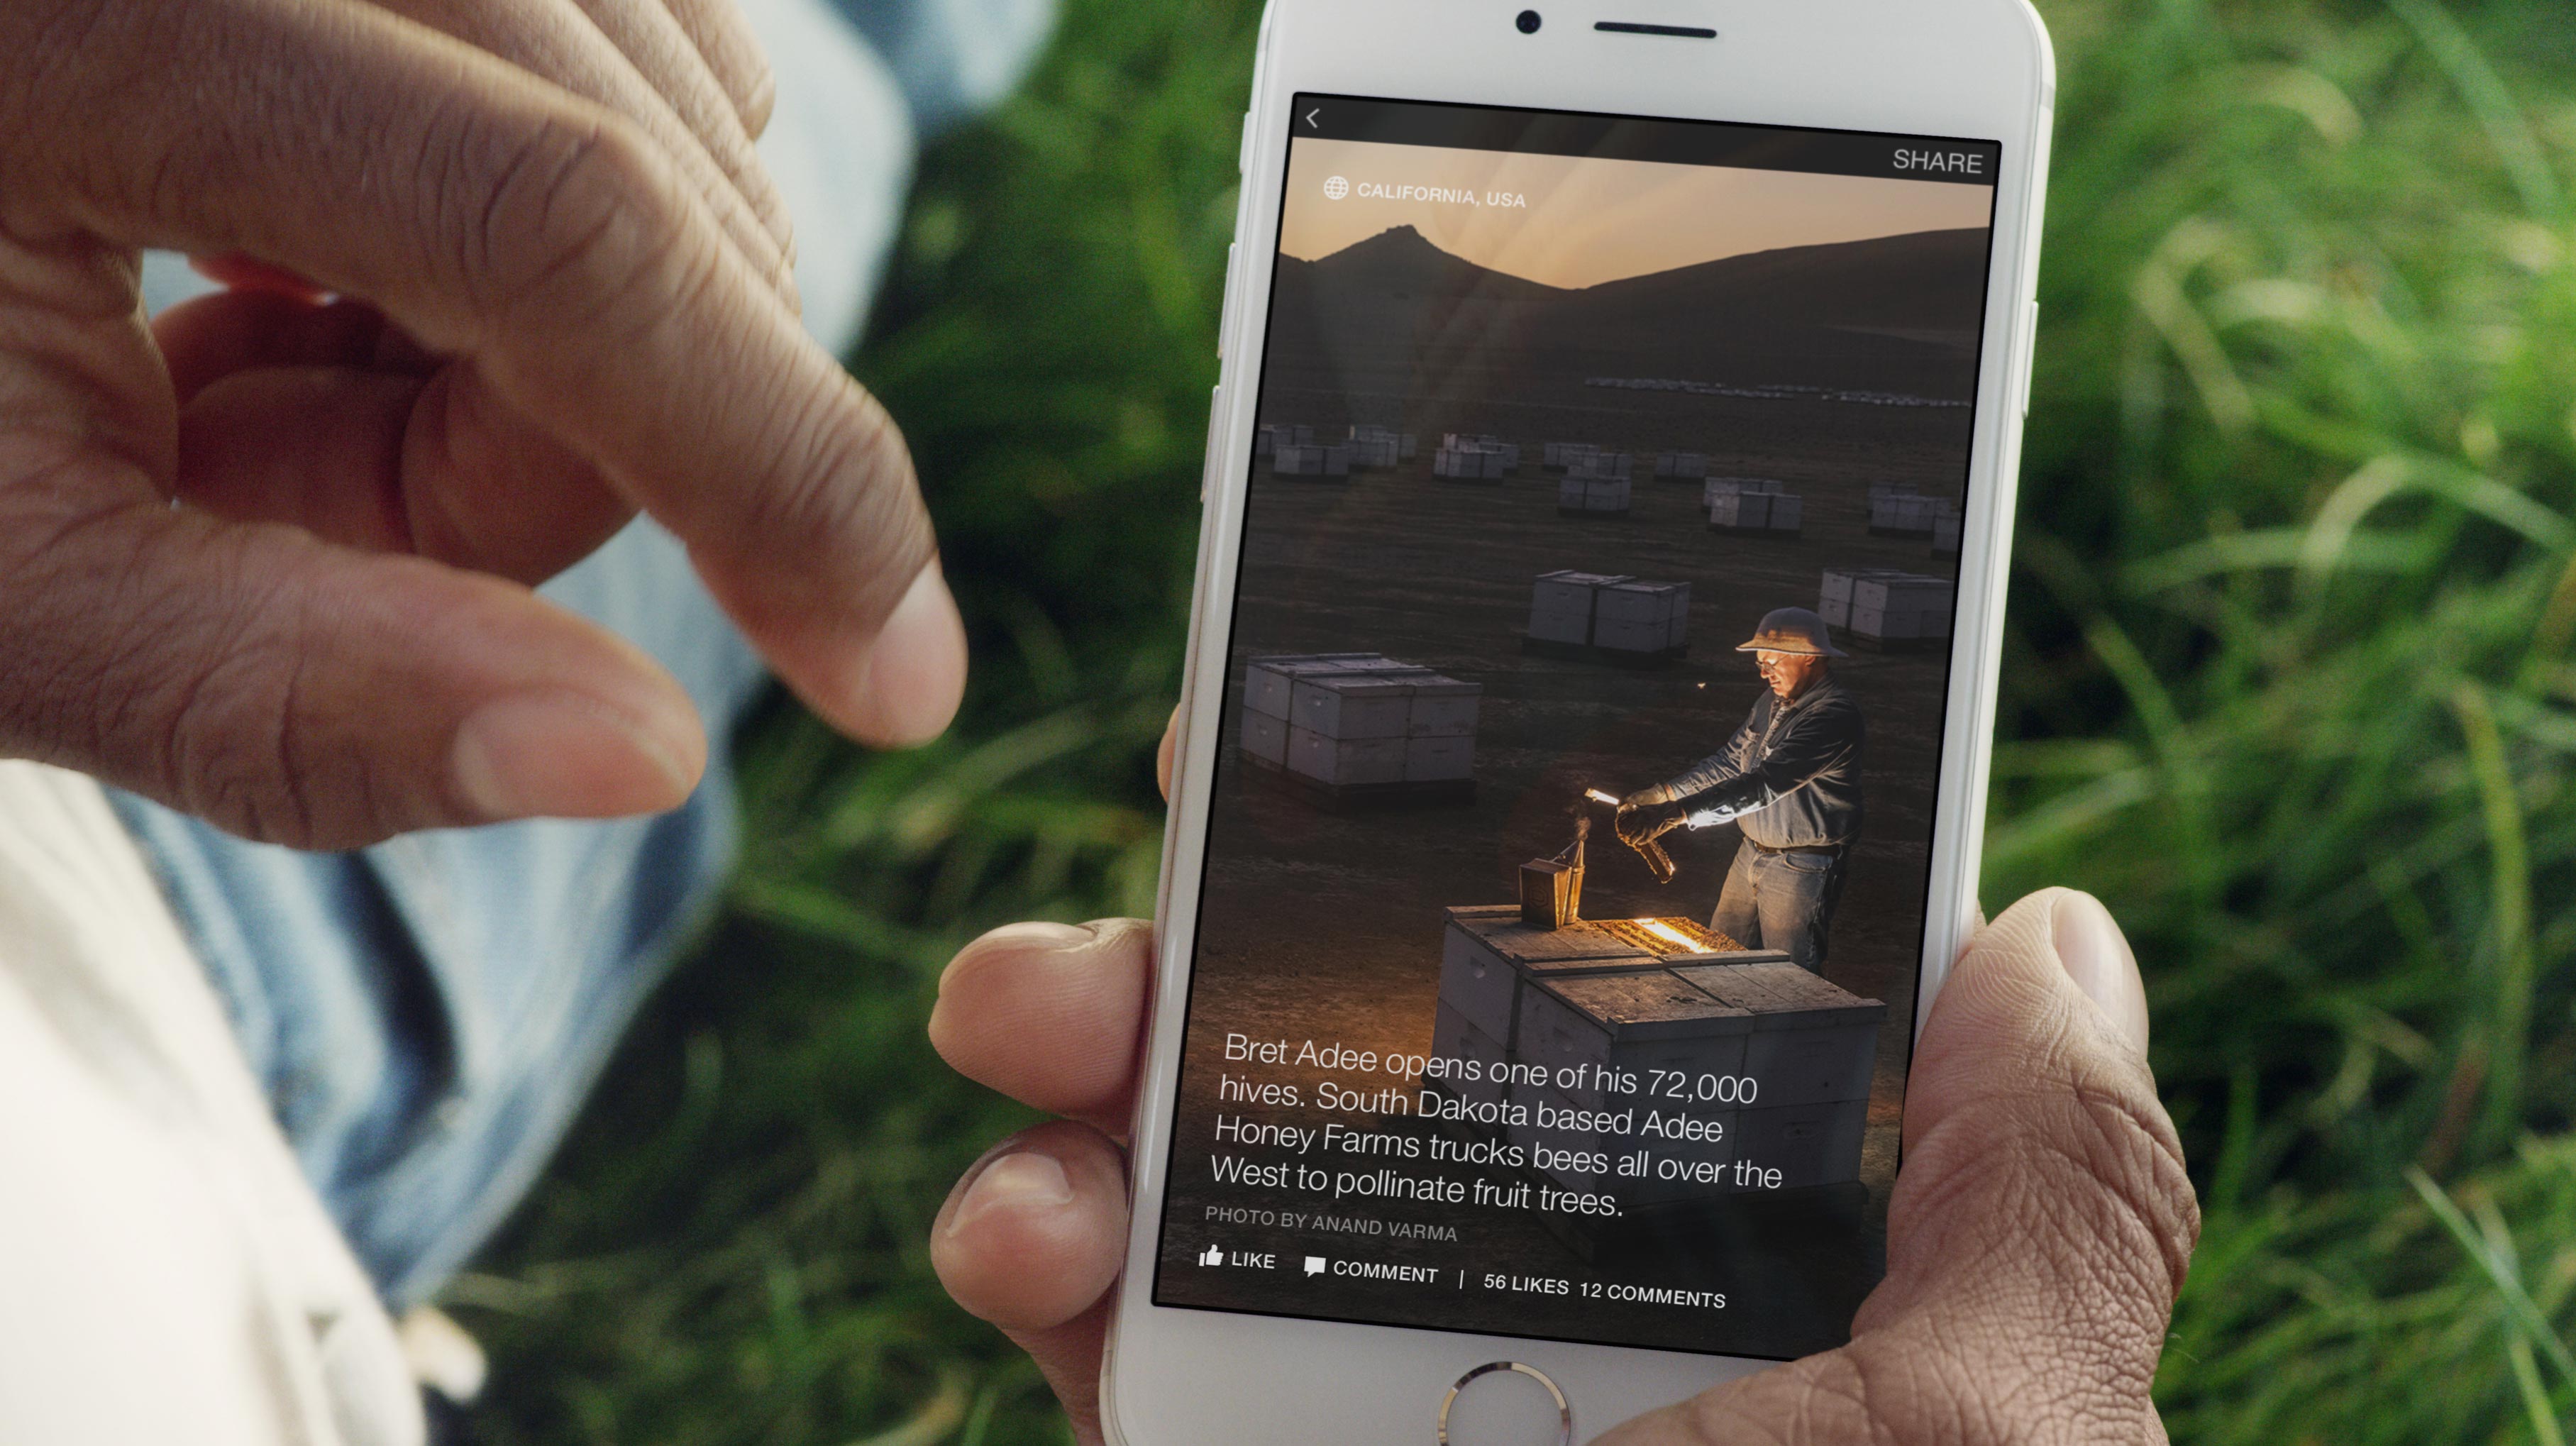 SHARE
CALIFORNIA, USA
Bret Adee opens one of his 72,000
hives. South Dakota based Adee
Honey Farms trucks bees all over the
West to pollinate fruit trees.
PHOTO BY ANAND VARMA
LIKE COMMENT | 56 LIKES 12 COMMENTS